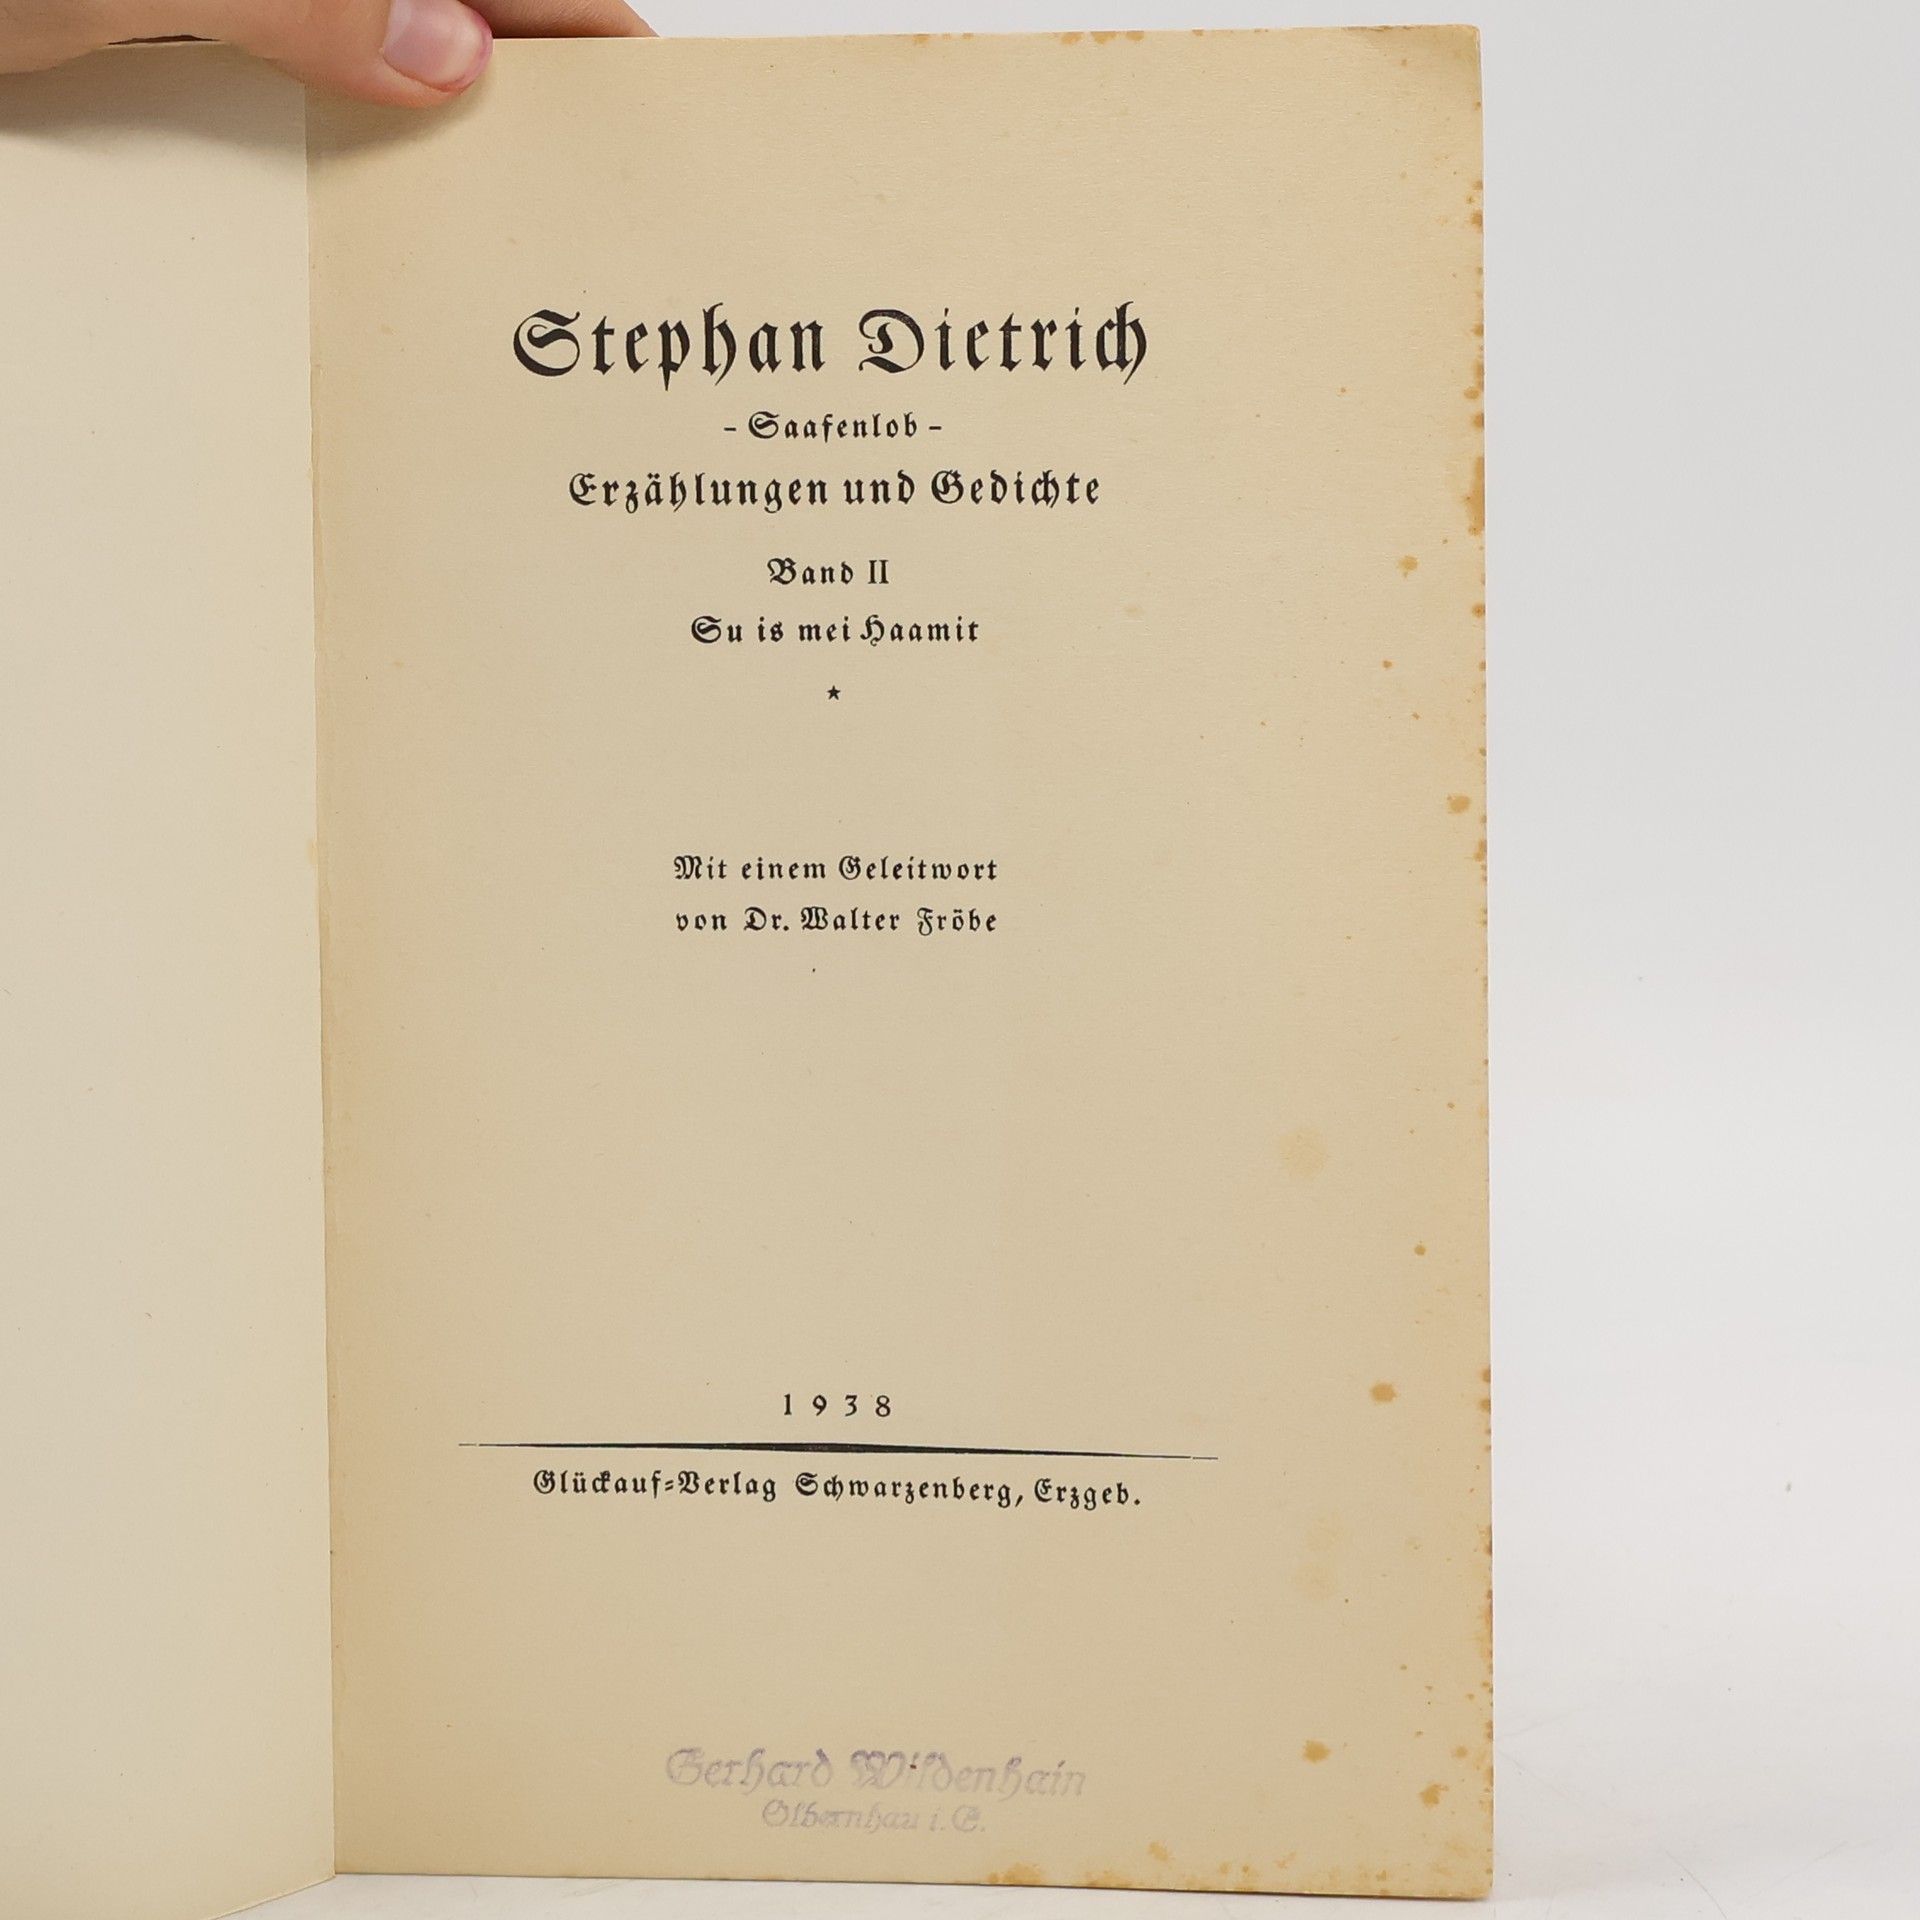 Stephan Dietrich
- Saafenlob -
Erzählungen und Gedichte
Band II
Su is mei Haamit
*
Mit einem Geleitwort
von Dr. Walter Fröbe
1938
Glückauf-Verlag Schwarzenberg, Erzgeb.
Gerhard Wildenhain
Olbernhau i. E.